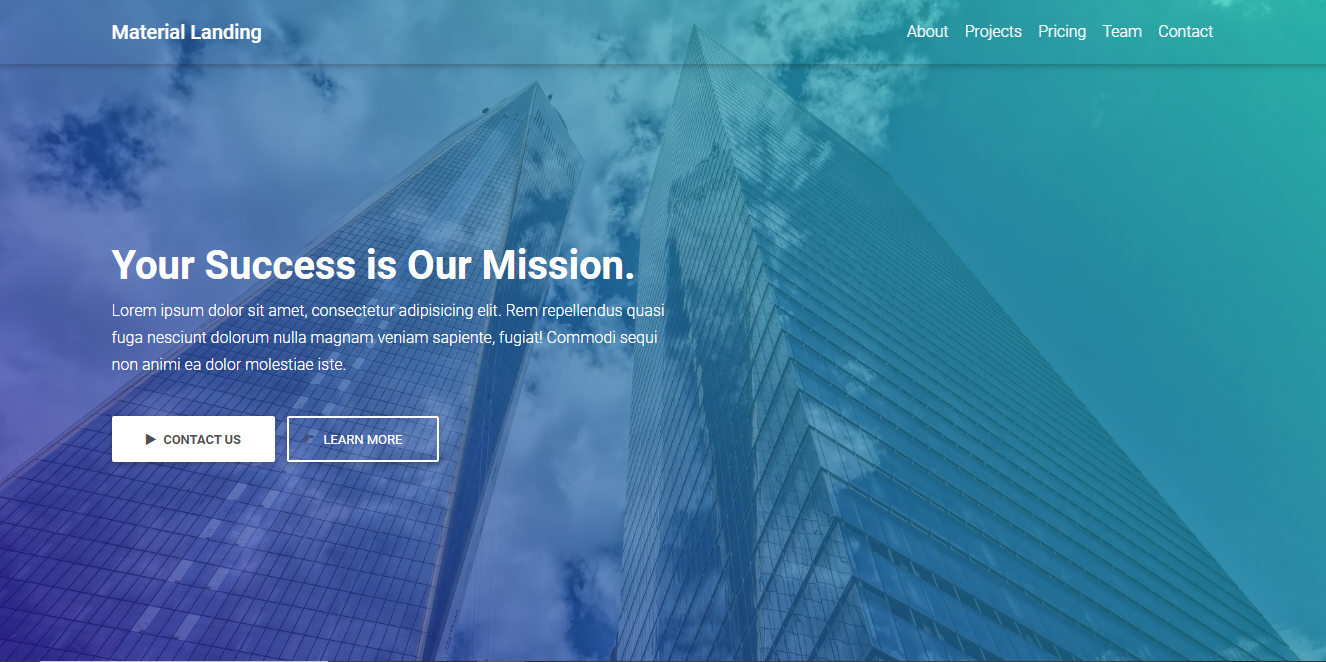 Material Landing
About Projects Pricing Team Contact
Your Success is Our Mission.
Lorem ipsum dolor sit amet, consectetur adipisicing elit. Rem repellendus quasi
fuga nesciunt dolorum nulla magnam veniam sapiente, fugiat! Commodi sequi
non animi ea dolor molestiae iste.
CONTACT US
LEARN MORE